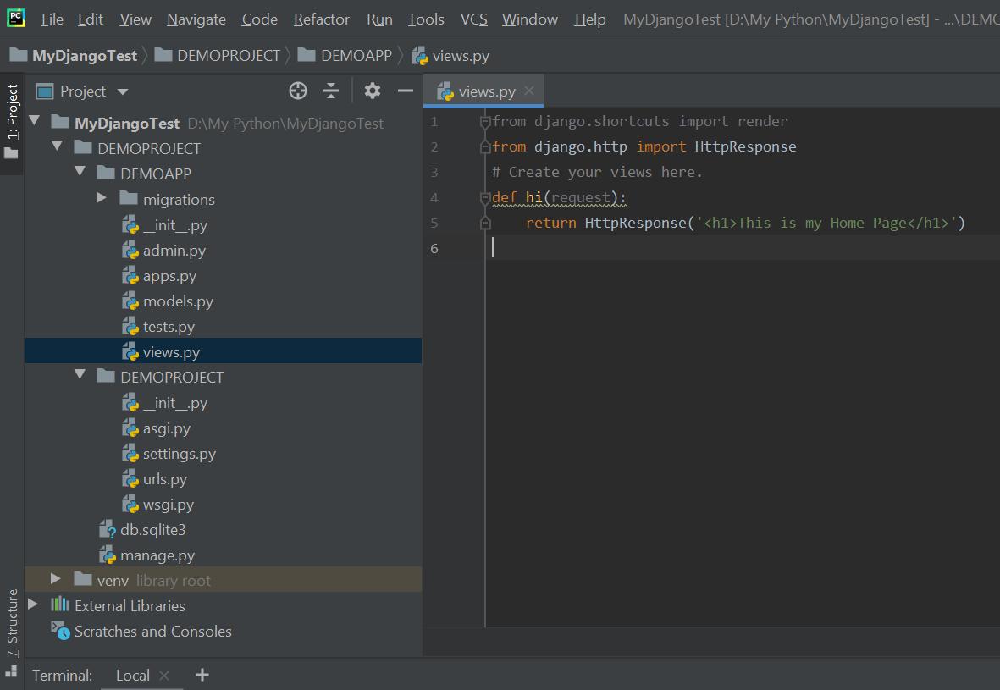 PC File Edit View Navigate Code Refactor Run Tools VCS Window Help MyDjangoTest [D:\My Python\MyDjangoTest] - ...\DEMO
MyDjangoTest DEMOPROJECT DEMOAPP views.py
1: Project
Project
MyDjangoTest D:\My Python\MyDjangoTest
DEMOPROJECT
DEMOAPP
migrations
__init__.py
admin.py
apps.py
models.py
tests.py
views.py
DEMOPROJECT
__init__.py
asgi.py
settings.py
urls.py
wsgi.py
db.sqlite3
manage.py
venv library root
External Libraries
Scratches and Consoles
views.py
1 from django.shortcuts import render
2 from django.http import HttpResponse
3 # Create your views here.
4 def hi(request):
5     return HttpResponse('<h1>This is my Home Page</h1>')
6
7: Structure
Terminal: Local +